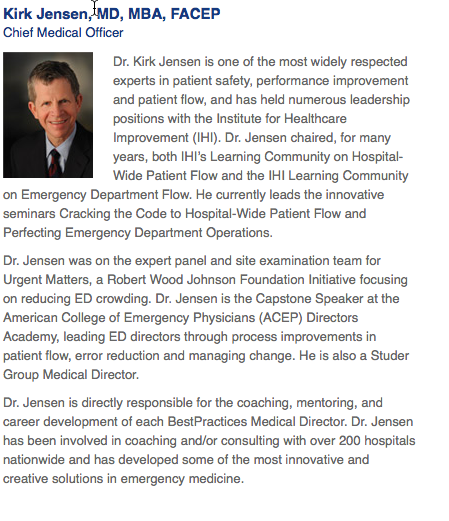 Kirk Jensen, MD, MBA, FACEP
Chief Medical Officer
Dr. Kirk Jensen is one of the most widely respected
experts in patient safety, performance improvement
and patient flow, and has held numerous leadership
positions with the Institute for Healthcare
Improvement (IHI). Dr. Jensen chaired, for many
years, both IHI's Learning Community on Hospital-
Wide Patient Flow and the IHI Learning Community
on Emergency Department Flow. He currently leads the innovative
seminars Cracking the Code to Hospital-Wide Patient Flow and
Perfecting Emergency Department Operations.
Dr. Jensen was on the expert panel and site examination team for
Urgent Matters, a Robert Wood Johnson Foundation Initiative focusing
on reducing ED crowding. Dr. Jensen is the Capstone Speaker at the
American College of Emergency Physicians (ACEP) Directors
Academy, leading ED directors through process improvements in
patient flow, error reduction and managing change. He is also a Studer
Group Medical Director.
Dr. Jensen is directly responsible for the coaching, mentoring, and
career development of each BestPractices Medical Director. Dr. Jensen
has been involved in coaching and/or consulting with over 200 hospitals
nationwide and has developed some of the most innovative and
creative solutions in emergency medicine.